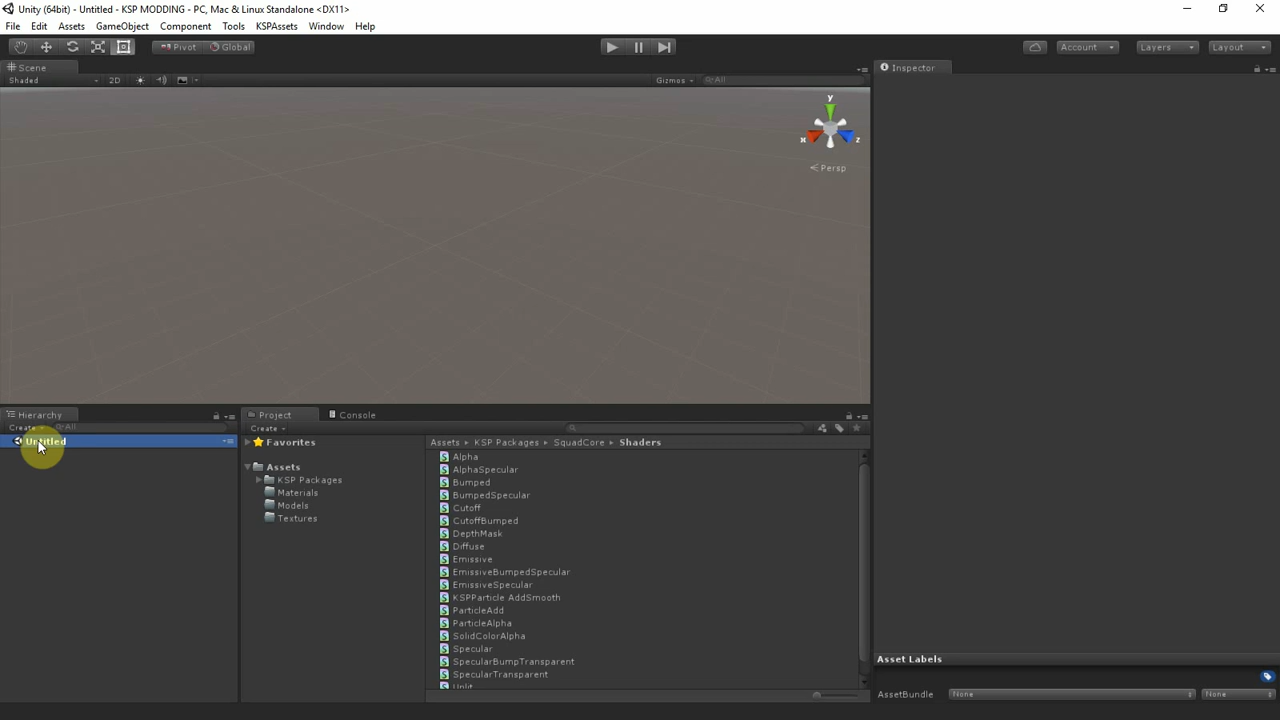 Unity (64bit) - Untitled - KSP MODDING - PC, Mac & Linux Standalone <DX11>
File Edit Assets GameObject Component Tools KSPAssets Window Help
Pivot Global Account Layers Layout
Scene
Inspector
Shaded 2D Gizmos All
y
x z
Persp
Hierarchy
Project Console
Create All
Create
Untitled
Favorites
Assets
KSP Packages
Materials
Models
Textures
Assets ▸ KSP Packages ▸ SquadCore ▸ Shaders
Alpha
AlphaSpecular
Bumped
BumpedSpecular
Cutoff
CutoffBumped
DepthMask
Diffuse
Emissive
EmissiveBumpedSpecular
EmissiveSpecular
KSPParticle AddSmooth
ParticleAdd
ParticleAlpha
SolidColorAlpha
Specular
SpecularBumpTransparent
SpecularTransparent
Unlit
Asset Labels
AssetBundle None None